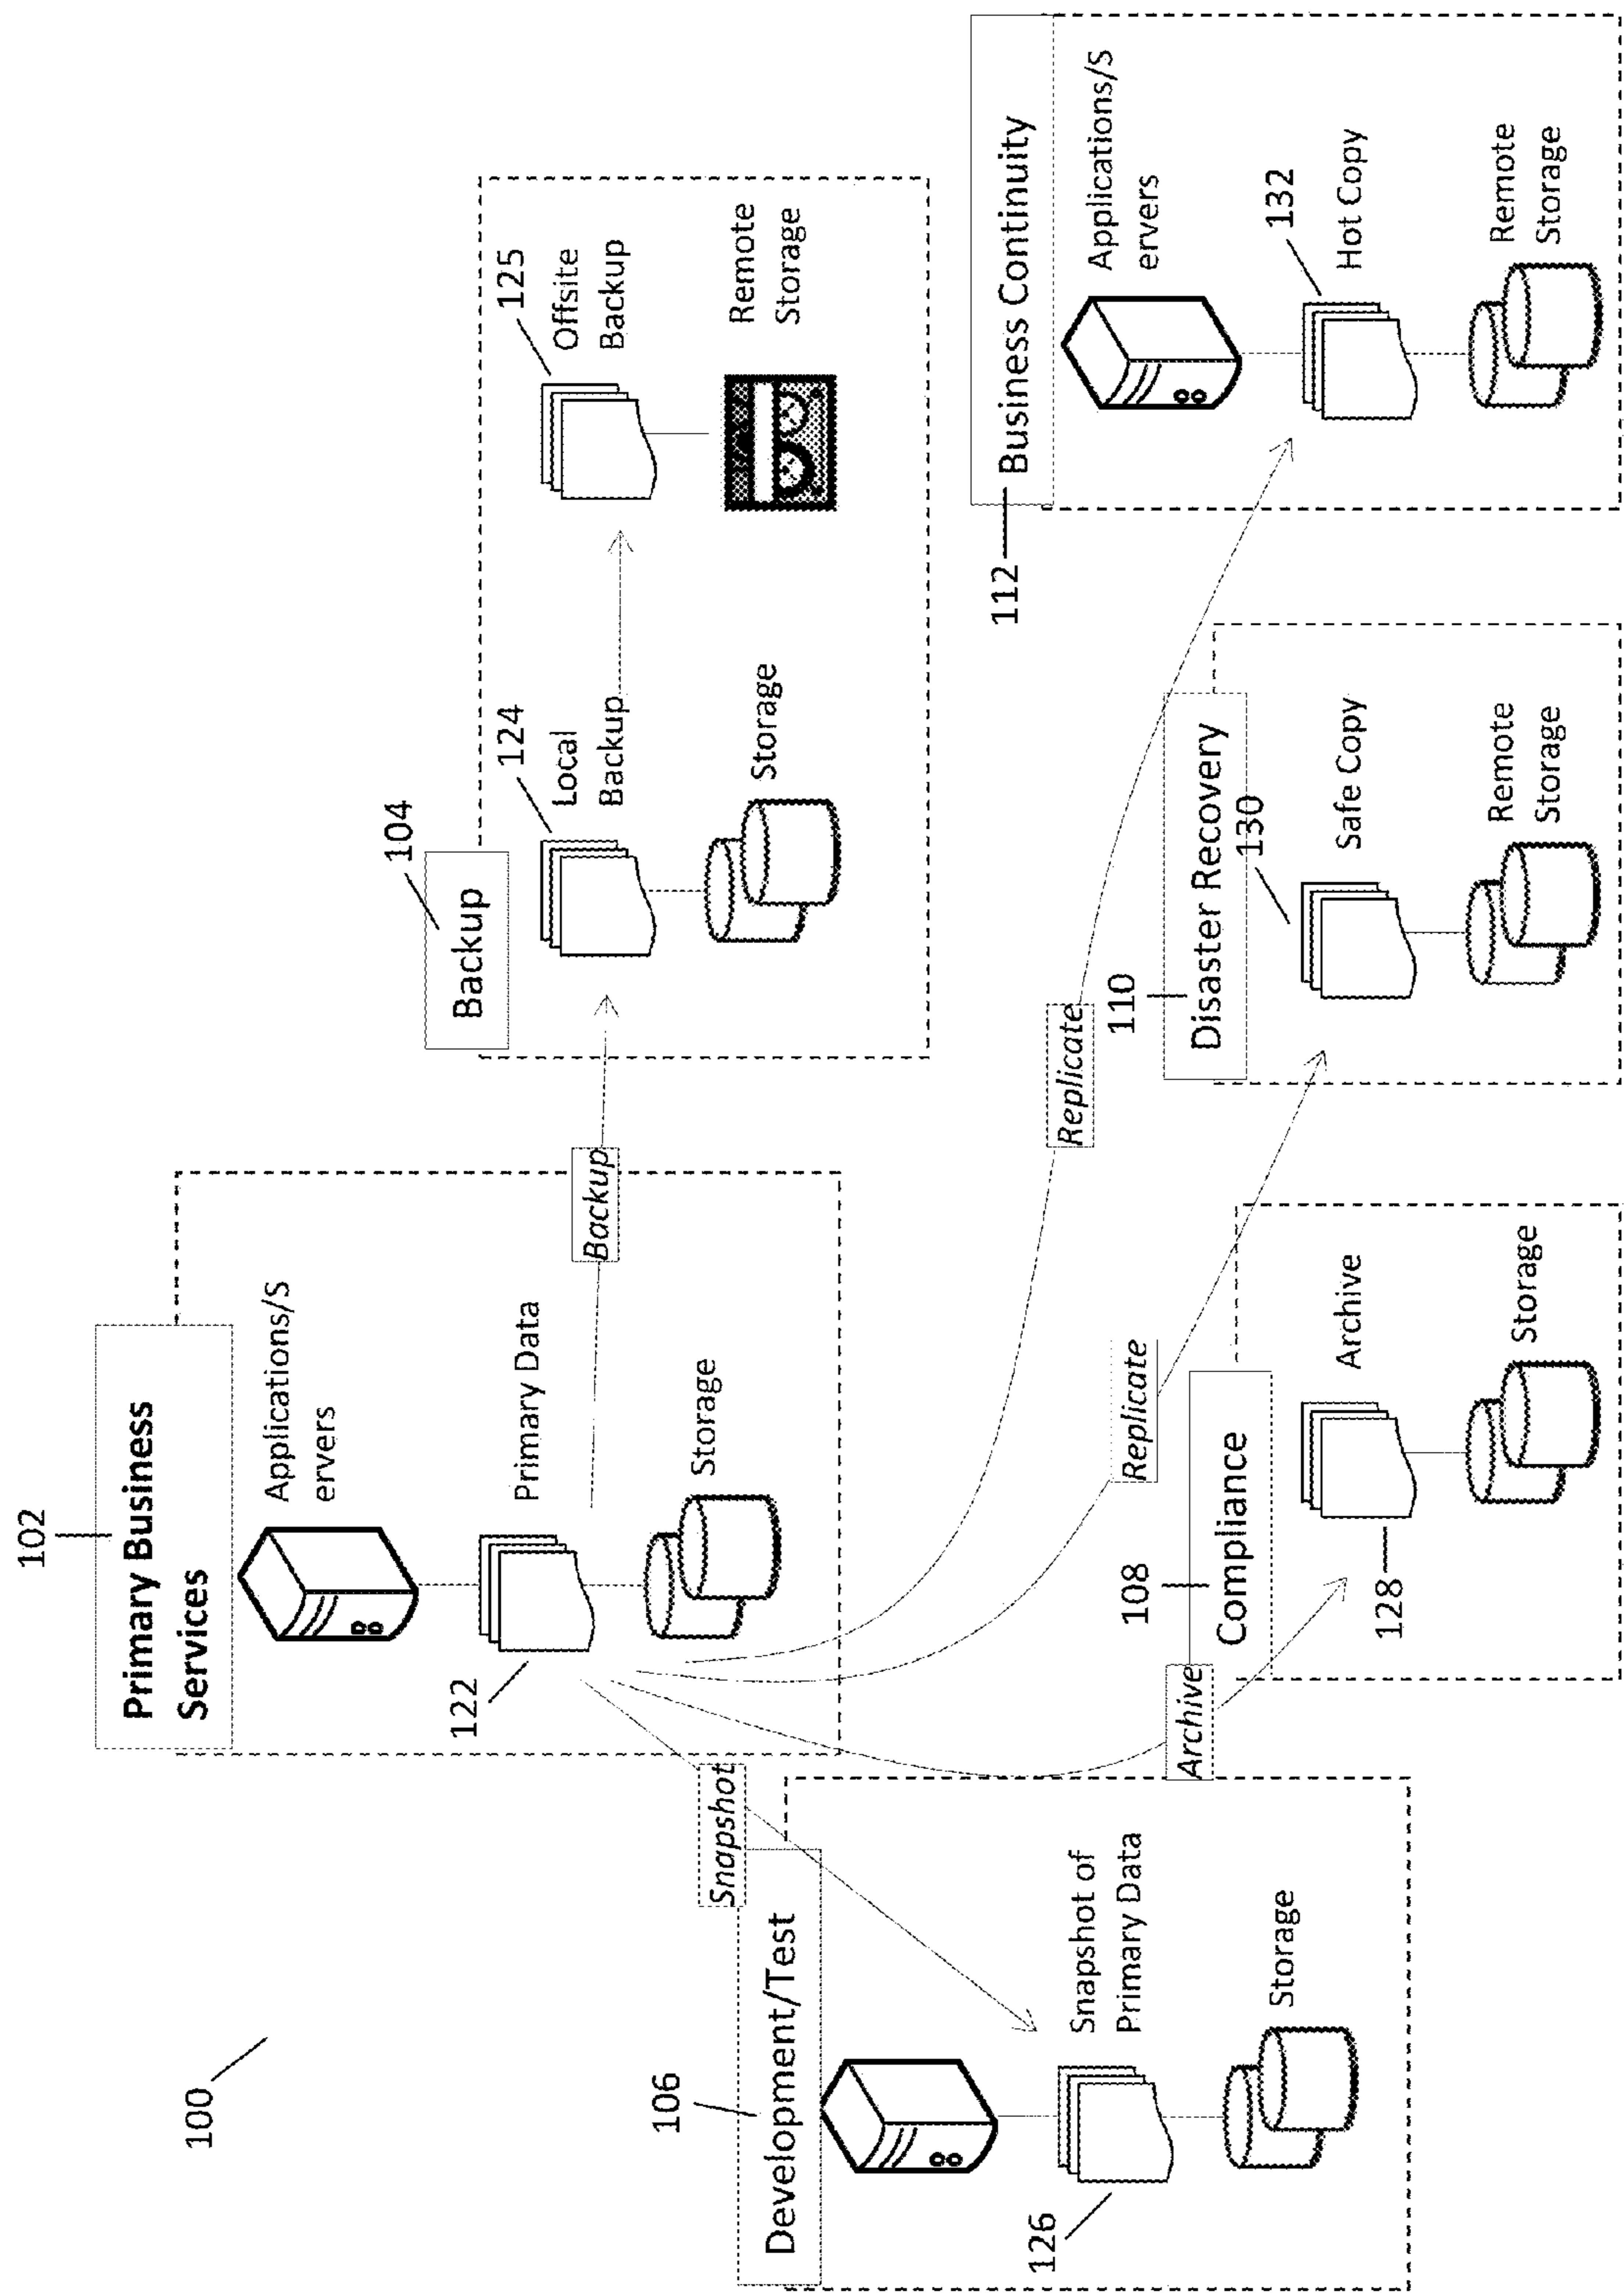 100
102
Primary Business
Services
Applications/S
ervers
122
Primary Data
Storage
Backup
104
Backup
124
Local
Backup
Storage
125
Offsite
Backup
Remote
Storage
Snapshot
106
Development/Test
126
Snapshot of
Primary Data
Storage
Archive
108
Compliance
128
Archive
Storage
Replicate
110
Disaster Recovery
130
Safe Copy
Remote
Storage
Replicate
112
Business Continuity
Applications/S
ervers
132
Hot Copy
Remote
Storage